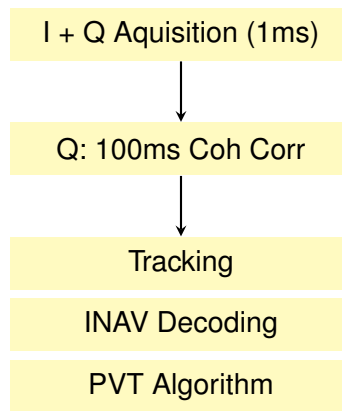 I + Q Aquisition (1ms)
Q: 100ms Coh Corr
Tracking
INAV Decoding
PVT Algorithm